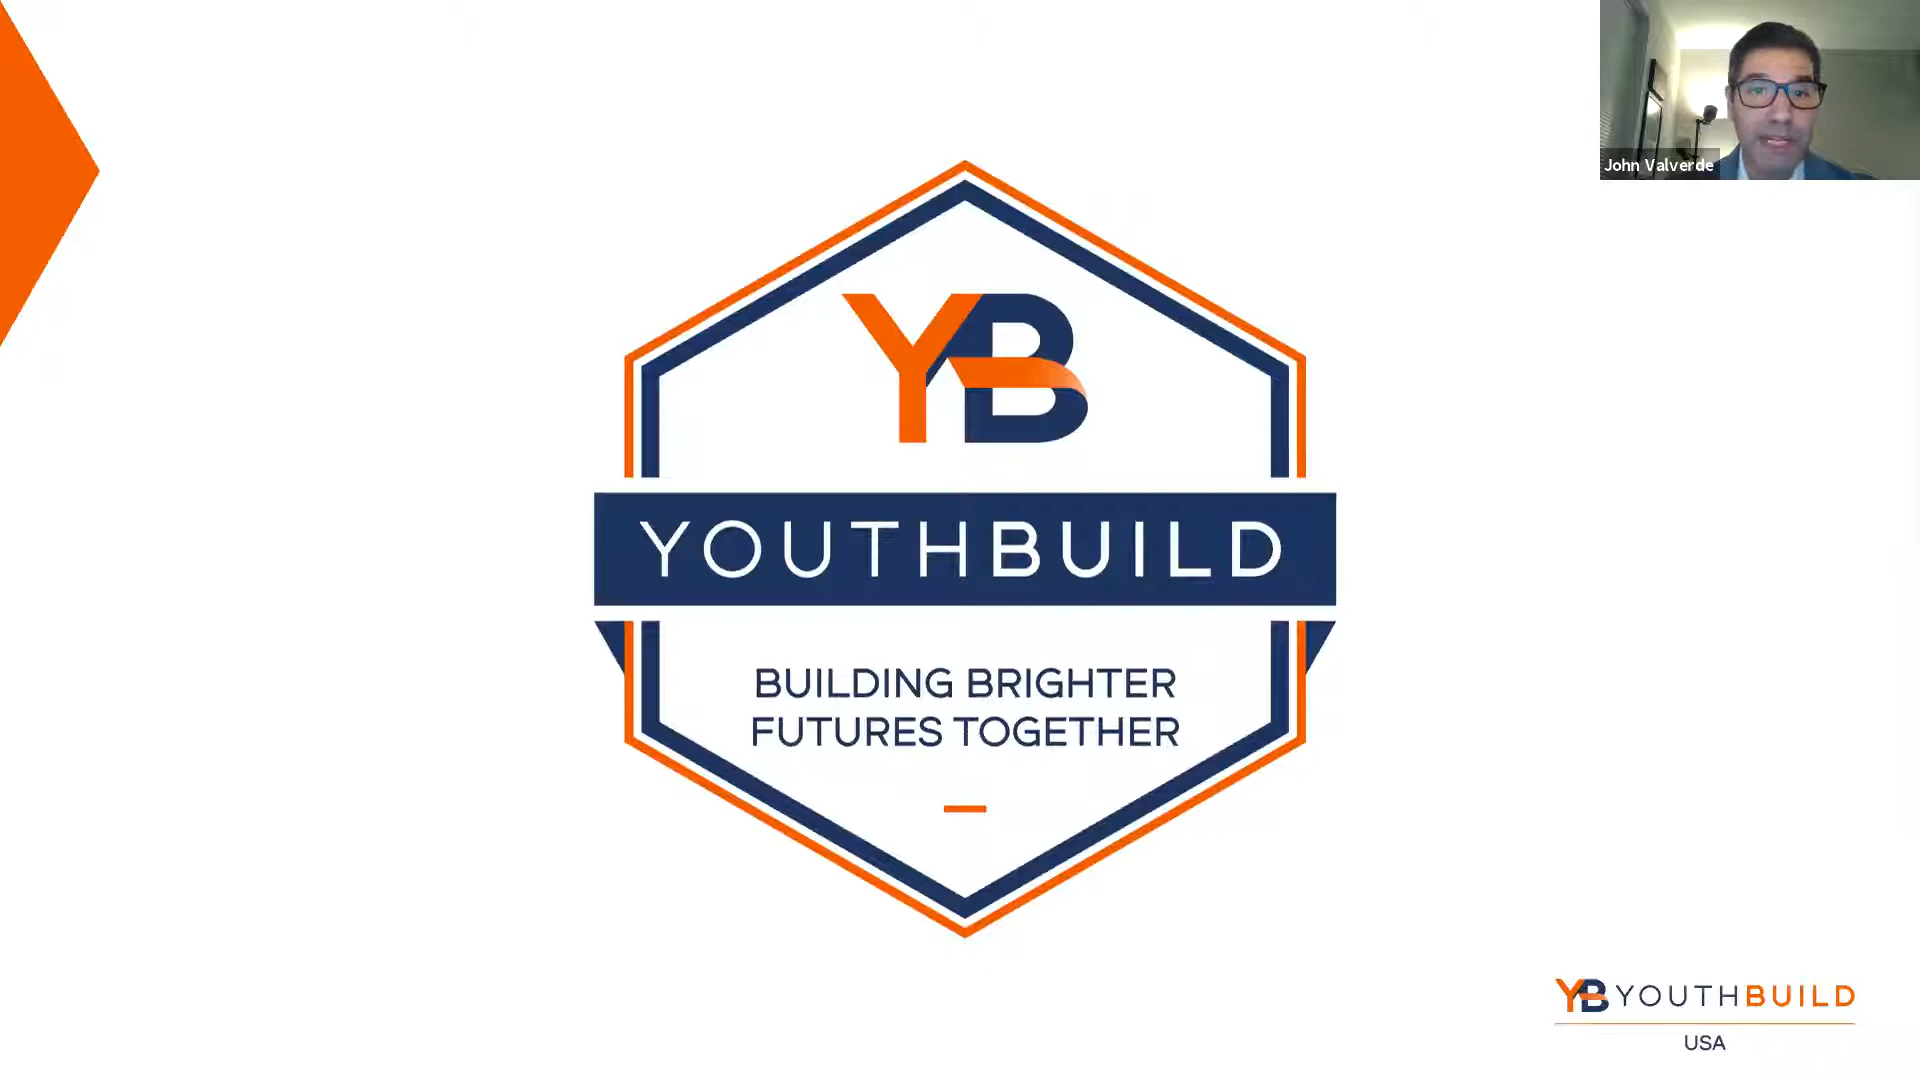 John Valverde
YB
YOUTHBUILD
BUILDING BRIGHTER
FUTURES TOGETHER
YB YOUTHBUILD
USA